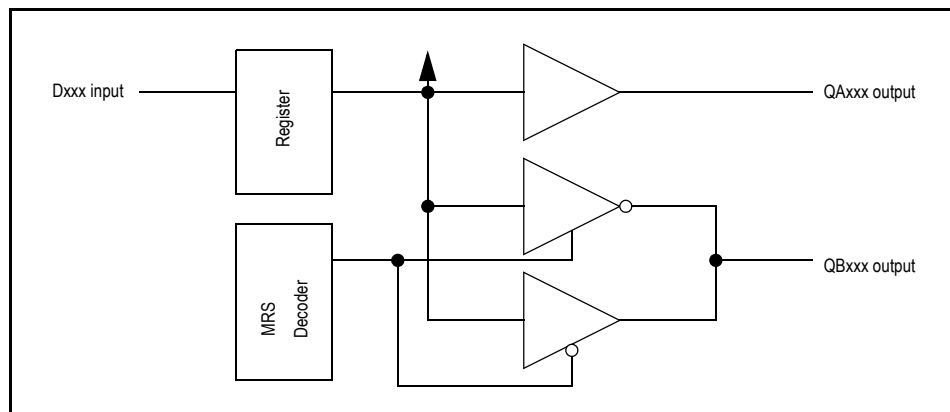 Dxxx input
Register
QAxxx output
MRS
Decoder
QBxxx output